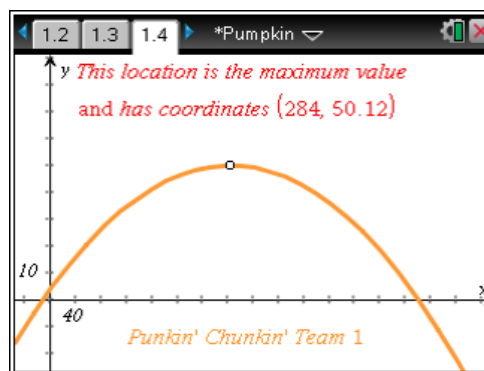 1.2 1.3 1.4 *Pumpkin
y This location is the maximum value
and has coordinates (284, 50.12)
10
x
40
Punkin' Chunkin' Team 1